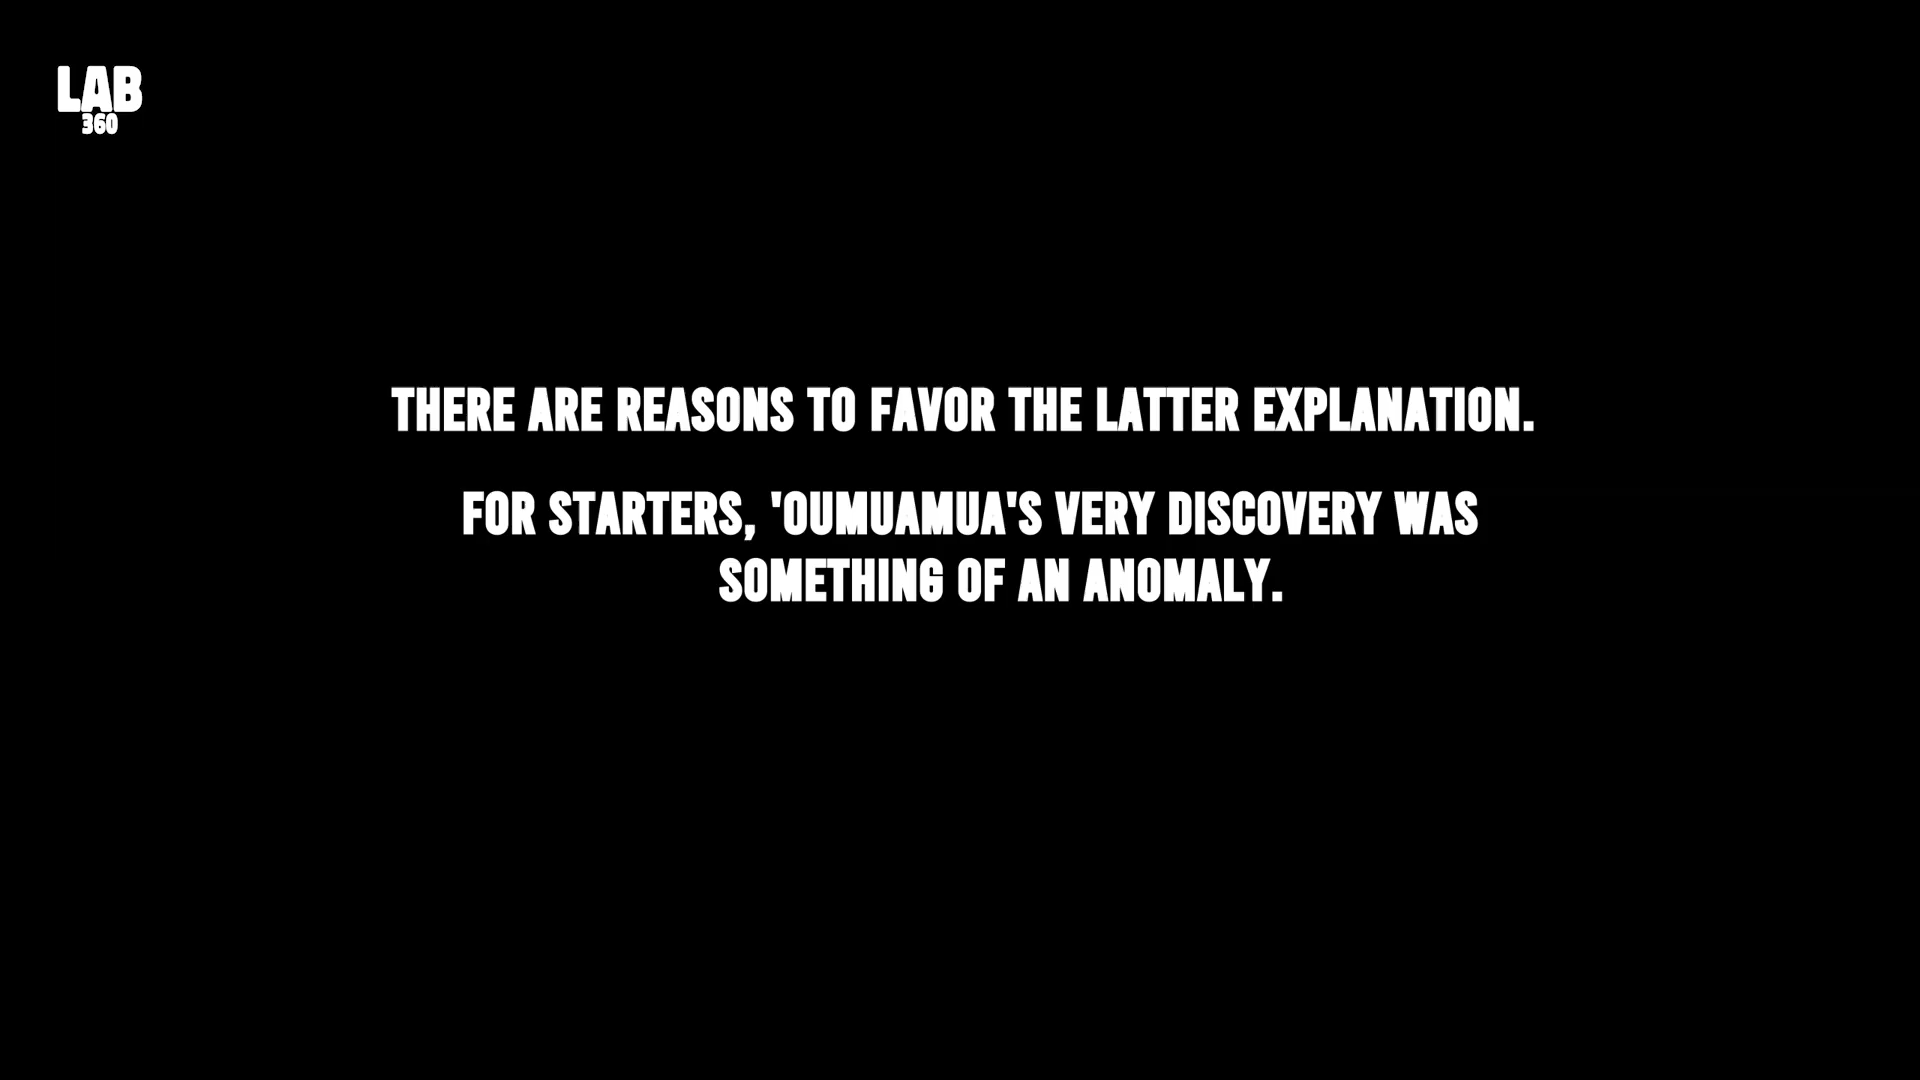 LAB
360
THERE ARE REASONS TO FAVOR THE LATTER EXPLANATION.
FOR STARTERS, 'OUMUAMUA'S VERY DISCOVERY WAS
SOMETHING OF AN ANOMALY.